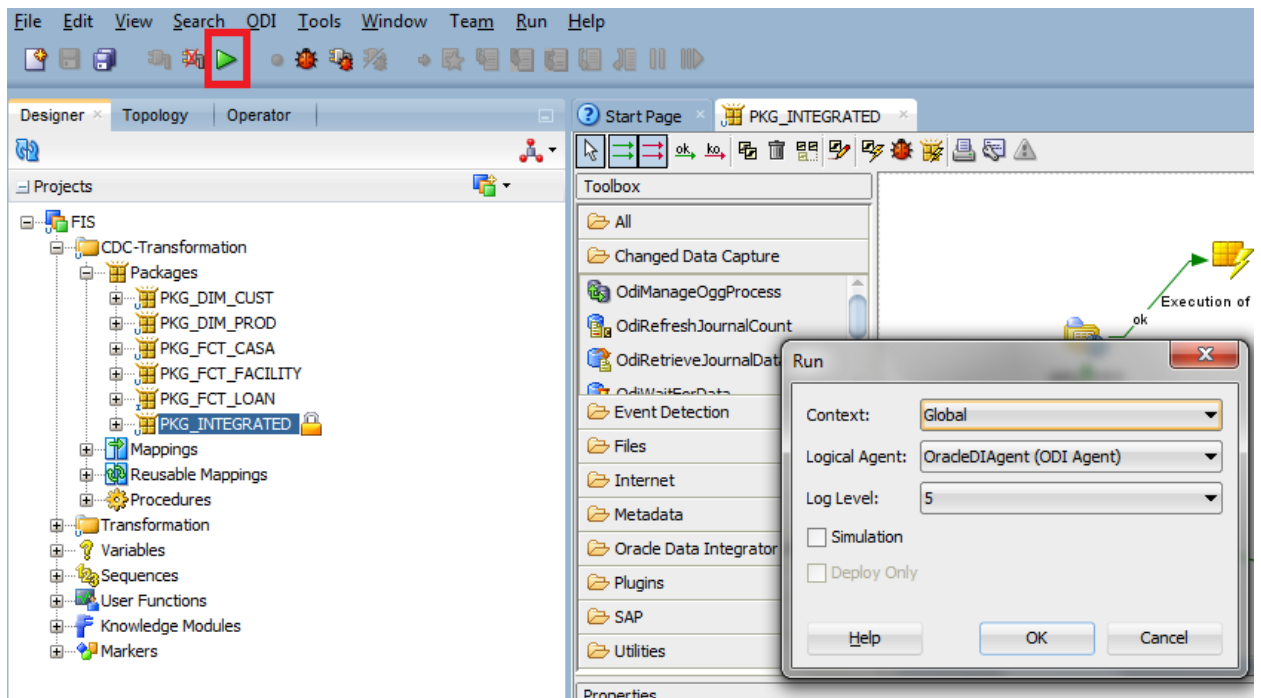 File Edit View Search ODI Tools Window Team Run Help
Designer Topology Operator
Projects
FIS
CDC-Transformation
Packages
PKG_DIM_CUST
PKG_DIM_PROD
PKG_FCT_CASA
PKG_FCT_FACILITY
PKG_FCT_LOAN
PKG_INTEGRATED
Mappings
Reusable Mappings
Procedures
Transformation
Variables
Sequences
User Functions
Knowledge Modules
Markers
Start Page PKG_INTEGRATED
ok ko
Toolbox
All
Changed Data Capture
OdiManageOggProcess
OdiRefreshJournalCount
OdiRetrieveJournalData
OdiWaitForData
Event Detection
Files
Internet
Metadata
Oracle Data Integrator
Plugins
SAP
Utilities
Properties
Execution of
ok
Run
Context: Global
Logical Agent: OracleDIAgent (ODI Agent)
Log Level: 5
Simulation
Deploy Only
Help OK Cancel